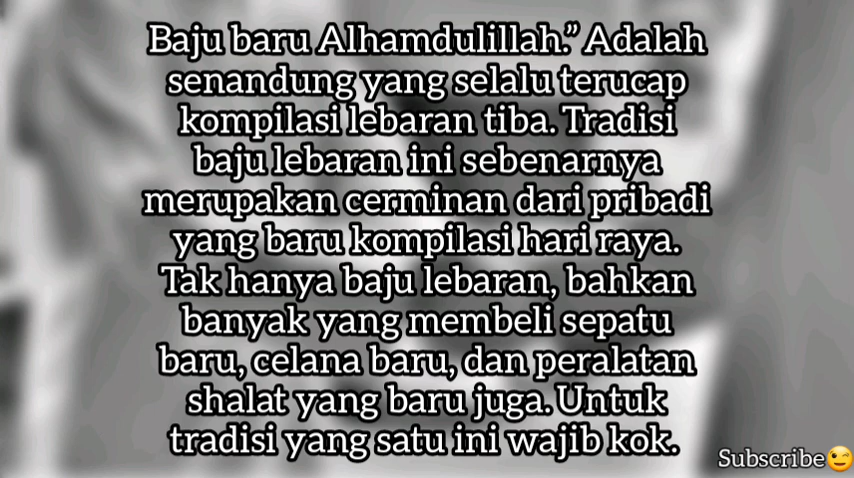 Baju baru Alhamdulillah.” Adalah
senandung yang selalu terucap
kompilasi lebaran tiba. Tradisi
baju lebaran ini sebenarnya
merupakan cerminan dari pribadi
yang baru kompilasi hari raya.
Tak hanya baju lebaran, bahkan
banyak yang membeli sepatu
baru, celana baru, dan peralatan
shalat yang baru juga. Untuk
tradisi yang satu ini wajib kok.
Subscribe😉